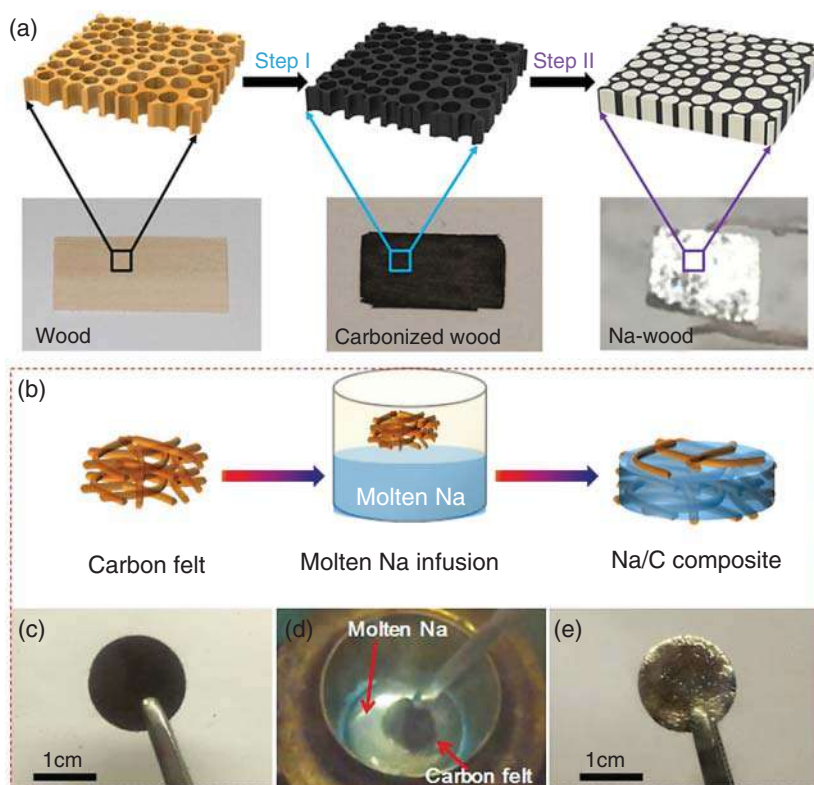 (a)
Step I
Step II
Wood
Carbonized wood
Na-wood
(b)
Molten Na
Carbon felt
Molten Na infusion
Na/C composite
(c)
1cm
(d)
Molten Na
Carbon felt
(e)
1cm